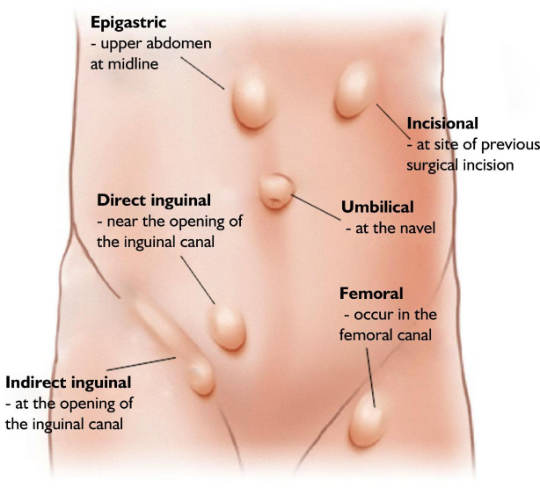 Epigastric
- upper abdomen
at midline
Incisional
- at site of previous
surgical incision
Direct inguinal
- near the opening of
the inguinal canal
Umbilical
- at the navel
Femoral
- occur in the
femoral canal
Indirect inguinal
- at the opening of
the inguinal canal